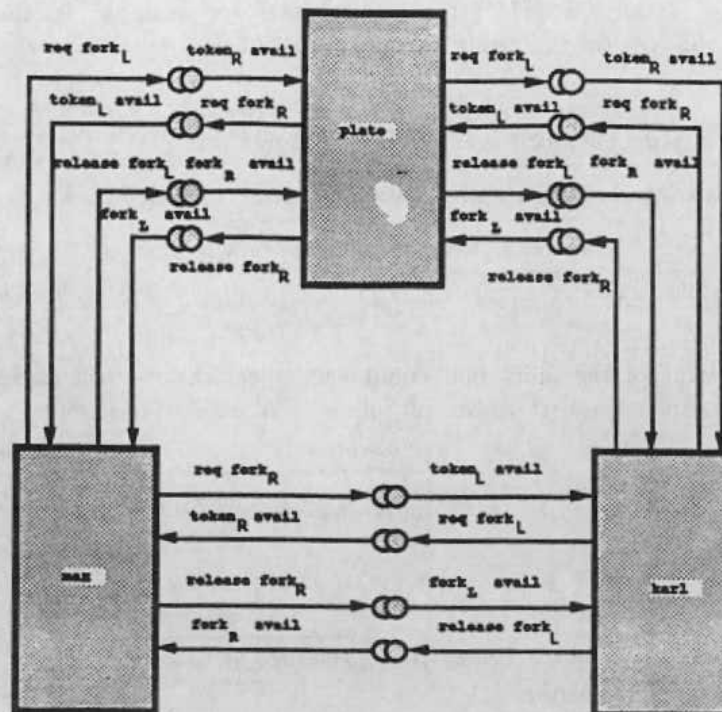 req fork_L token_R avail
token_L avail req fork_R
release fork_L fork_R avail
fork_L avail
release fork_R
plato
req fork_L token_R avail
token_L avail req fork_R
release fork_L fork_R avail
fork_L avail
release fork_R
req fork_R token_L avail
token_R avail req fork_L
release fork_R fork_L avail
fork_R avail release fork_L
max
karl